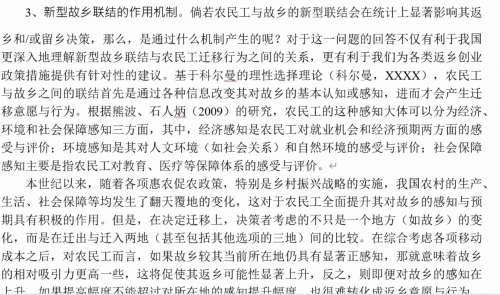 3、新型故乡联结的作用机制。倘若农民工与故乡的新型联结会在统计上显著影响其返
乡和/或留乡决策，那么，是通过什么机制产生的呢？对于这一问题的回答不仅有利于我国
更深入地理解新型故乡联结与农民工迁移行为之间的关系，更有利于我们为各类返乡创业
政策措施提供有针对性的建议。基于科尔曼的理性选择理论（科尔曼，XXXX），农民工
与故乡之间的联结首先是通过各种信息改变其对故乡的基本认知或感知，进而才会产生迁
移意愿与行为。根据熊波、石人炳（2009）的研究，农民工的这种感知大体可以分为经济、
环境和社会保障感知三方面，其中，经济感知是农民工对就业机会和经济预期两方面的感
受与评价；环境感知是其对人文环境（如社会关系）和自然环境的感受与评价；社会保障
感知主要是指农民工对教育、医疗等保障体系的感受与评价。
本世纪以来，随着各项惠农促农政策，特别是乡村振兴战略的实施，我国农村的生产、
生活、社会保障等均发生了翻天覆地的变化，这对于农民工全面提升其对故乡的感知与预
期具有积极的作用。但是，在决定迁移上，决策者考虑的不只是一个地方（如故乡）的变
化，而是在迁出与迁入两地（甚至包括其他选项的三地）间的比较。在综合考虑各项移动
成本之后，对农民工而言，如果故乡较其当前所在地仍具有显著正感知，那就意味着故乡
的相对吸引力更高一些，这将促使其返乡可能性显著上升，反之，则即便对故乡的感知在
上升，如果提高幅度不能超过对所在地的感知提升幅度，也很难转化成返乡意愿与行为。